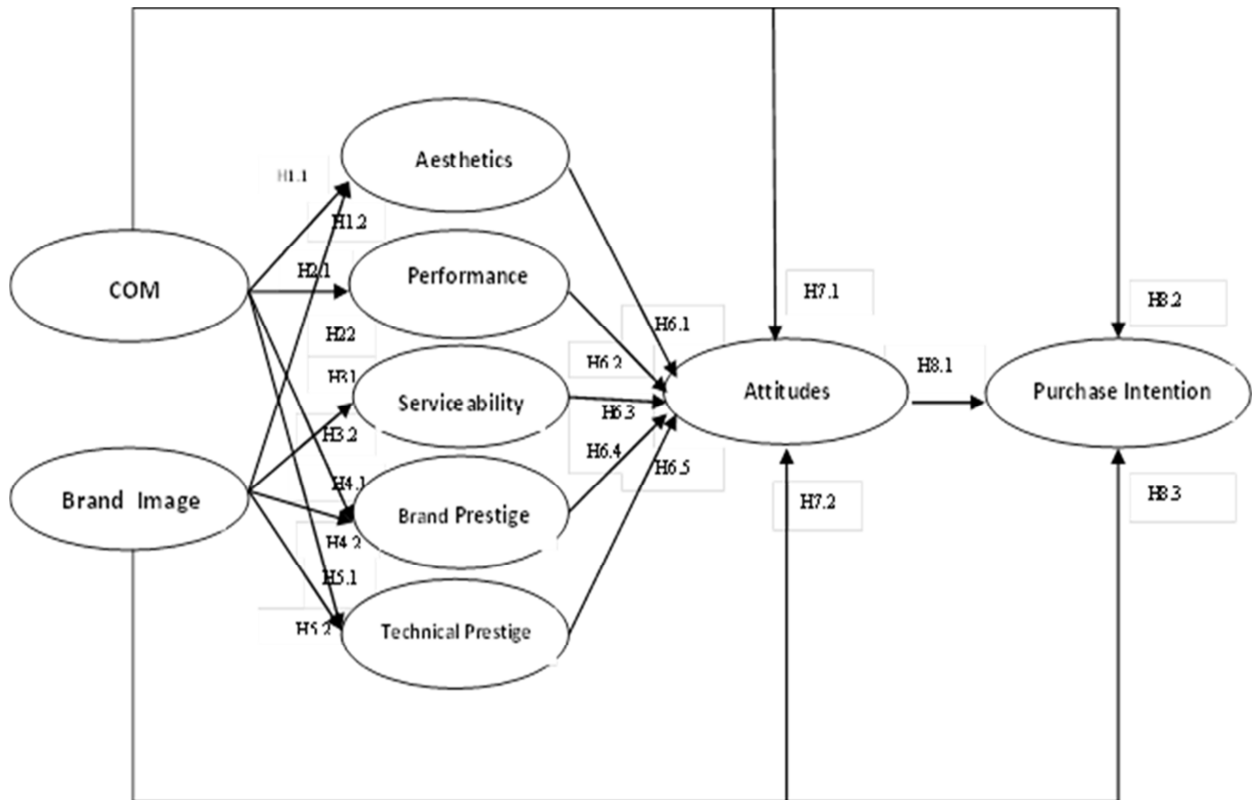 Aesthetics
H1.1
H1.2
COM
H2.1
Performance
H7.1
H8.2
H22
H6.1
H6.2
H8.1
H3.1
Serviceability
H6.3
Attitudes
Purchase Intention
H3.2
H6.4
H6.5
H4.1
Brand Image
Brand Prestige
H7.2
H8.3
H4.2
H5.1
H5.2
Technical Prestige